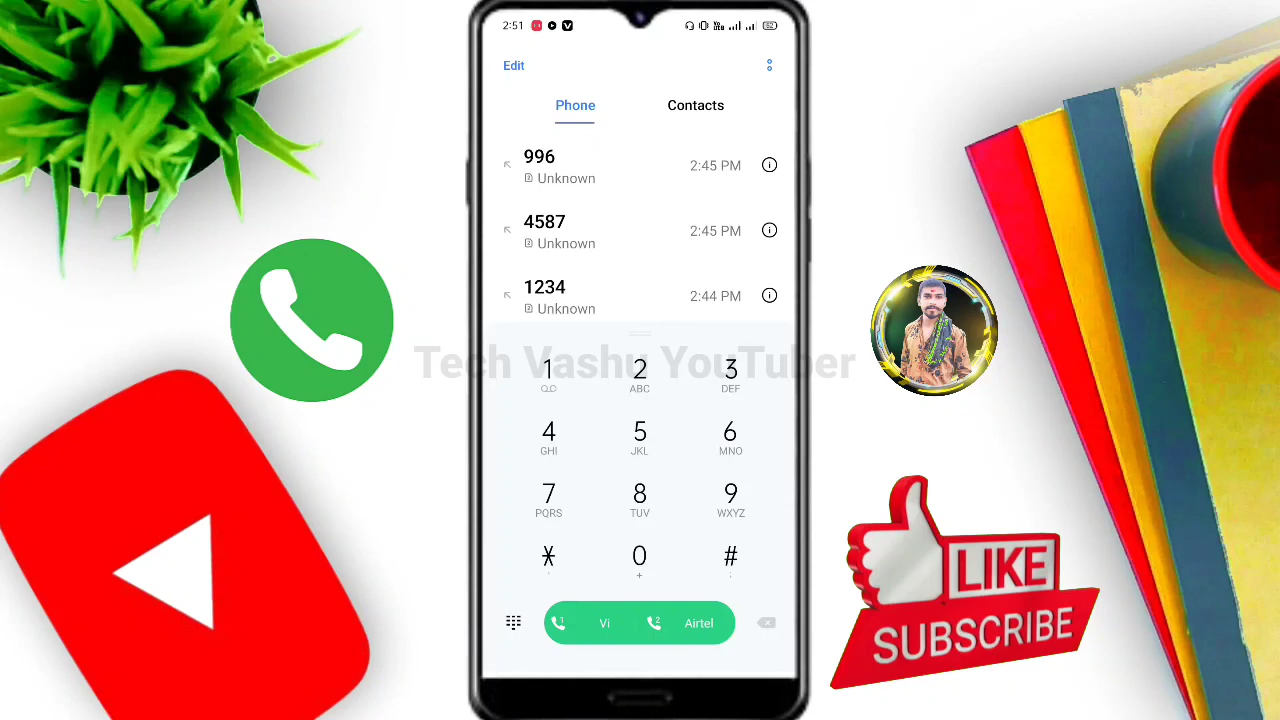 2:51
Edit
Phone Contacts
996
Unknown
2:45 PM
4587
Unknown
2:45 PM
1234
Unknown
2:44 PM
Tech Vashu YouTuber
1 2 3
ABC DEF
4 5 6
GHI JKL MNO
7 8 9
PQRS TUV WXYZ
* 0 #
+ ;
1 Vi 2 Airtel
LIKE
SUBSCRIBE